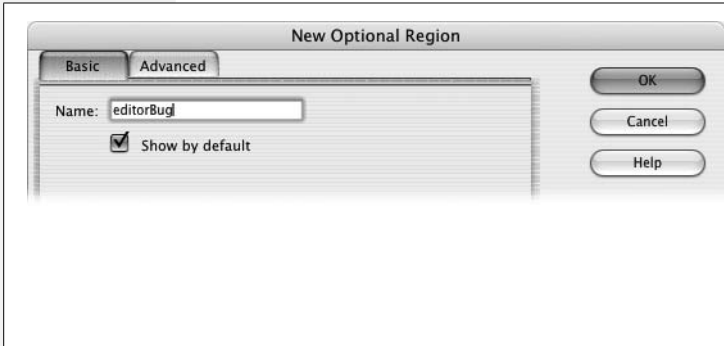 New Optional Region
Basic Advanced
Name: editorBug
Show by default
OK
Cancel
Help